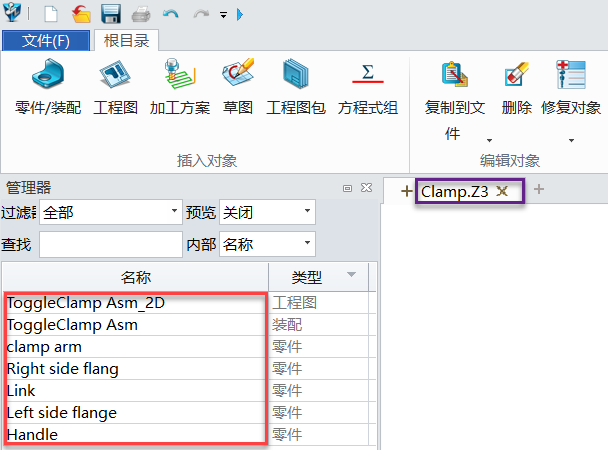 文件(F) 根目录
零件/装配 工程图 加工方案 草图 工程图包 方程式组 复制到文件 删除 修复对象
插入对象 编辑对象
管理器
Clamp.Z3
过滤 全部 预览 关闭
查找 内部 名称
名称 类型
ToggleClamp Asm_2D 工程图
ToggleClamp Asm 装配
clamp arm 零件
Right side flang 零件
Link 零件
Left side flange 零件
Handle 零件